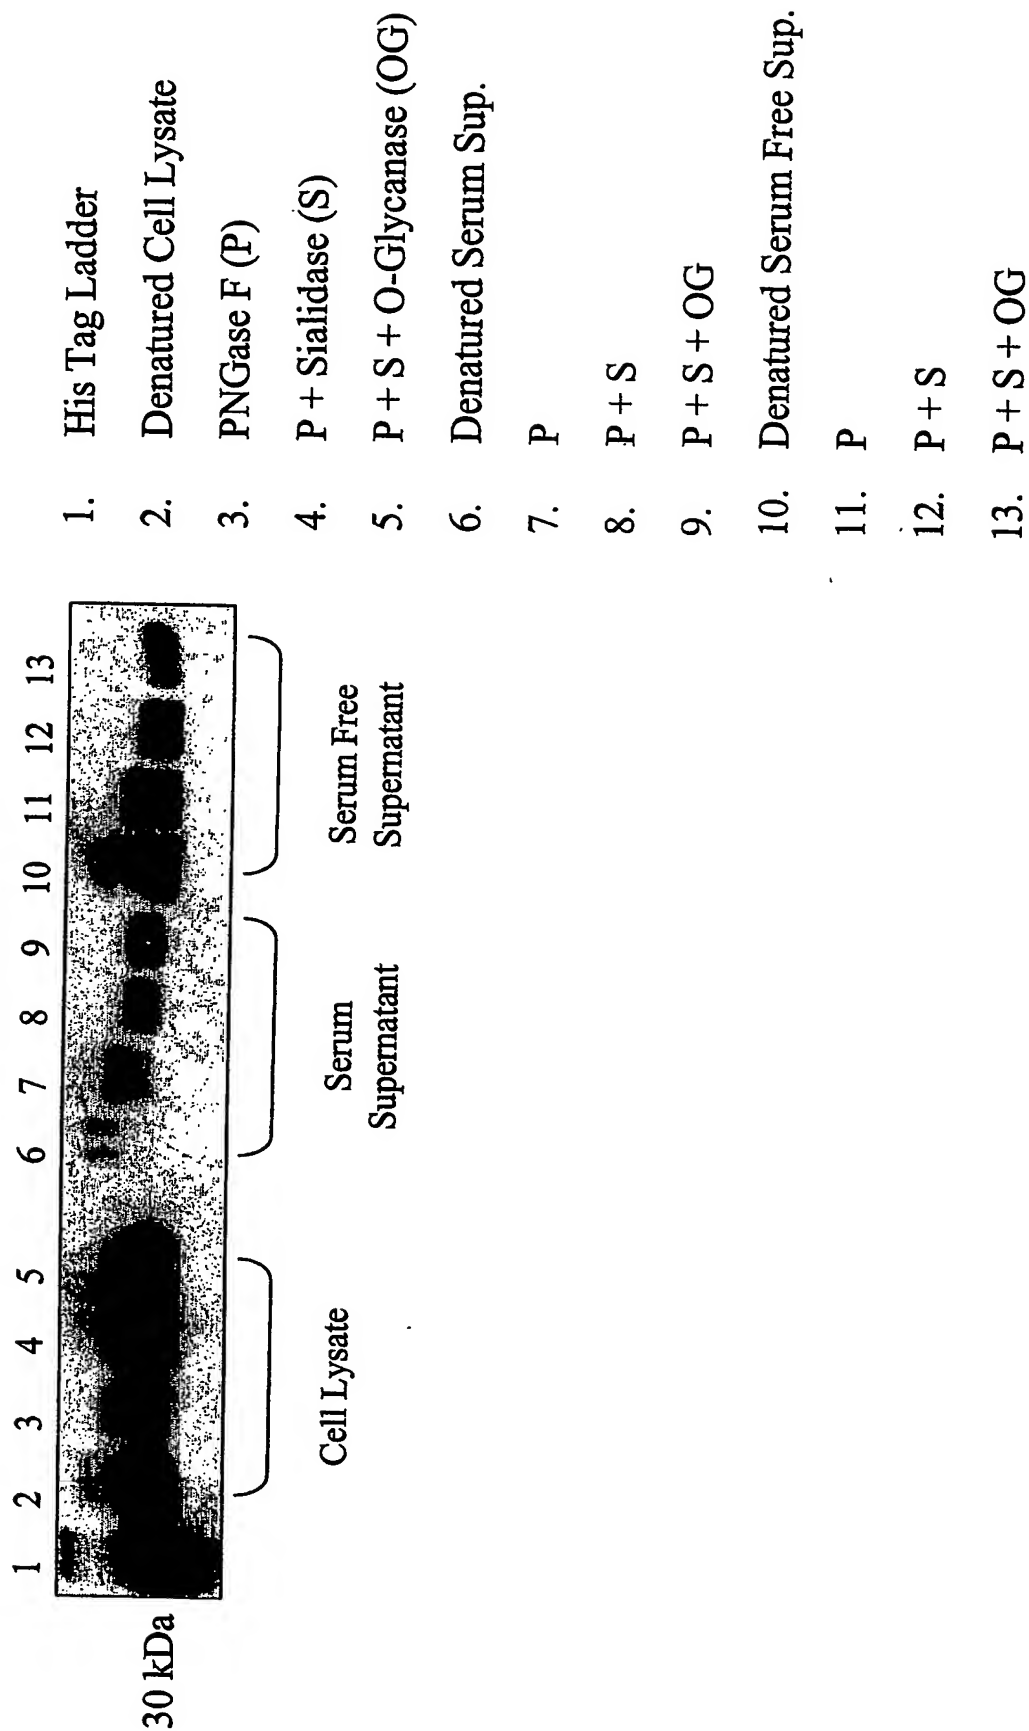 1 2 3 4 5 6 7 8 9 10 11 12 13
30 kDa
Cell Lysate
Serum
Supernatant
Serum Free
Supernatant
1. His Tag Ladder
2. Denatured Cell Lysate
3. PNGase F (P)
4. P + Sialidase (S)
5. P + S + O-Glycanase (OG)
6. Denatured Serum Sup.
7. P
8. P + S
9. P + S + OG
10. Denatured Serum Free Sup.
11. P
12. P + S
13. P + S + OG